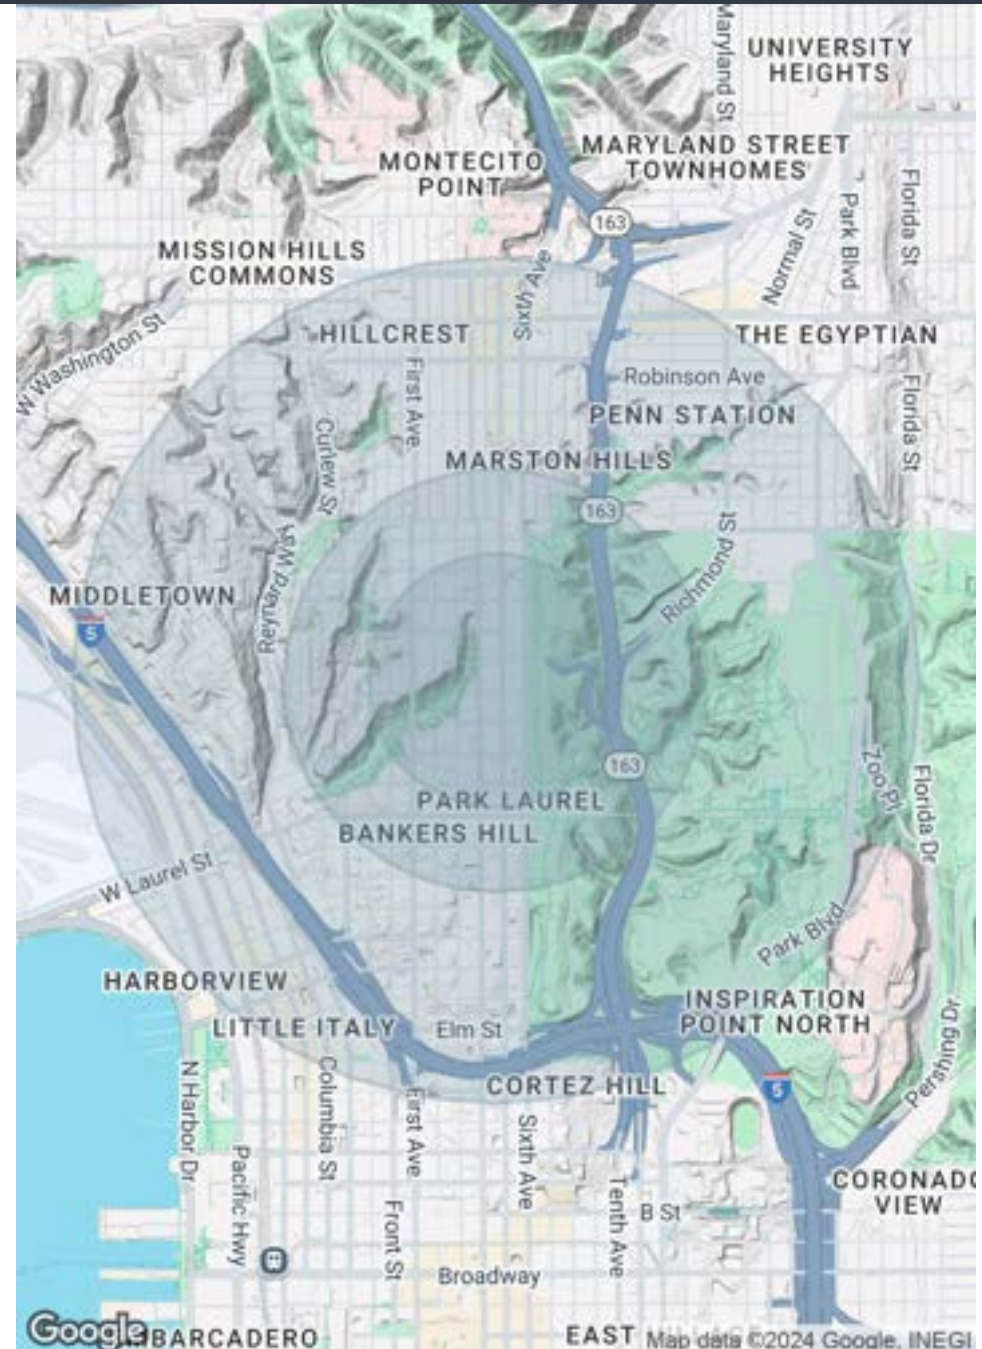 Maryland St
UNIVERSITY
HEIGHTS
MARYLAND STREET
TOWNHOMES
MONTECITO
POINT
Florida St
Park Blvd
163
Normal St
MISSION HILLS
COMMONS
Sixth Ave
W Washington St
HILLCREST
THE EGYPTIAN
First Ave
Robinson Ave
Florida St
PENN STATION
Curlew St
MARSTON HILLS
163
Richmond St
Reynard Way
MIDDLETOWN
5
163
Zoo Pl
Florida Dr
PARK LAUREL
BANKERS HILL
W Laurel St
Park Blvd
HARBORVIEW
INSPIRATION
POINT NORTH
LITTLE ITALY
Elm St
Pershing Dr
CORTEZ HILL
5
N Harbor Dr
Columbia St
First Ave
Sixth Ave
Pacific Hwy
Tenth Ave
CORONADO
VIEW
Front St
B St
Broadway
Google
MBARCADERO
EAST
Map data ©2024 Google, INEGI